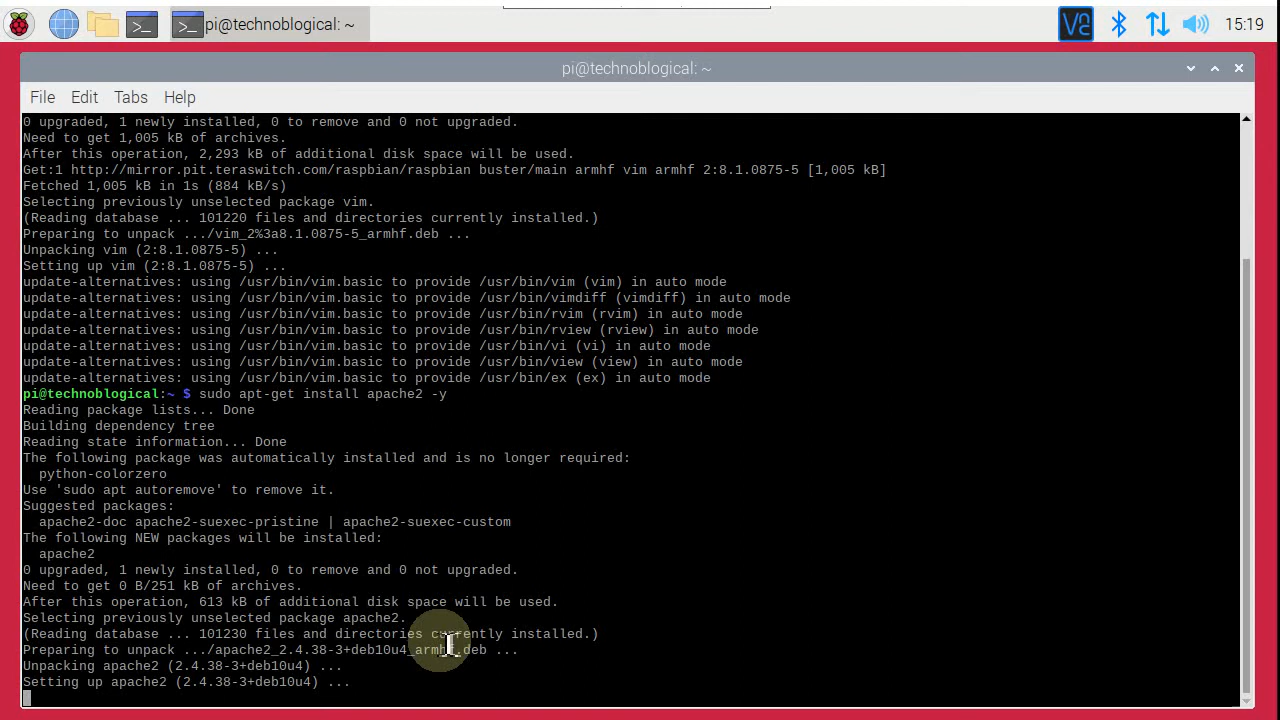 pi@technoblological: ~
15:19
pi@technoblological: ~
File Edit Tabs Help
0 upgraded, 1 newly installed, 0 to remove and 0 not upgraded.
Need to get 1,005 kB of archives.
After this operation, 2,293 kB of additional disk space will be used.
Get:1 http://mirror.pit.teraswitch.com/raspbian/raspbian buster/main armhf vim armhf 2:8.1.0875-5 [1,005 kB]
Fetched 1,005 kB in 1s (884 kB/s)
Selecting previously unselected package vim.
(Reading database ... 101220 files and directories currently installed.)
Preparing to unpack .../vim_2%3a8.1.0875-5_armhf.deb ...
Unpacking vim (2:8.1.0875-5) ...
Setting up vim (2:8.1.0875-5) ...
update-alternatives: using /usr/bin/vim.basic to provide /usr/bin/vim (vim) in auto mode
update-alternatives: using /usr/bin/vim.basic to provide /usr/bin/vimdiff (vimdiff) in auto mode
update-alternatives: using /usr/bin/vim.basic to provide /usr/bin/rvim (rvim) in auto mode
update-alternatives: using /usr/bin/vim.basic to provide /usr/bin/rview (rview) in auto mode
update-alternatives: using /usr/bin/vim.basic to provide /usr/bin/vi (vi) in auto mode
update-alternatives: using /usr/bin/vim.basic to provide /usr/bin/view (view) in auto mode
update-alternatives: using /usr/bin/vim.basic to provide /usr/bin/ex (ex) in auto mode
pi@technoblogical:~ $ sudo apt-get install apache2 -y
Reading package lists... Done
Building dependency tree
Reading state information... Done
The following package was automatically installed and is no longer required:
python-colorzero
Use 'sudo apt autoremove' to remove it.
Suggested packages:
apache2-doc apache2-suexec-pristine | apache2-suexec-custom
The following NEW packages will be installed:
apache2
0 upgraded, 1 newly installed, 0 to remove and 0 not upgraded.
Need to get 0 B/251 kB of archives.
After this operation, 613 kB of additional disk space will be used.
Selecting previously unselected package apache2.
(Reading database ... 101230 files and directories currently installed.)
Preparing to unpack .../apache2_2.4.38-3+deb10u4_armhf.deb ...
Unpacking apache2 (2.4.38-3+deb10u4) ...
Setting up apache2 (2.4.38-3+deb10u4) ...